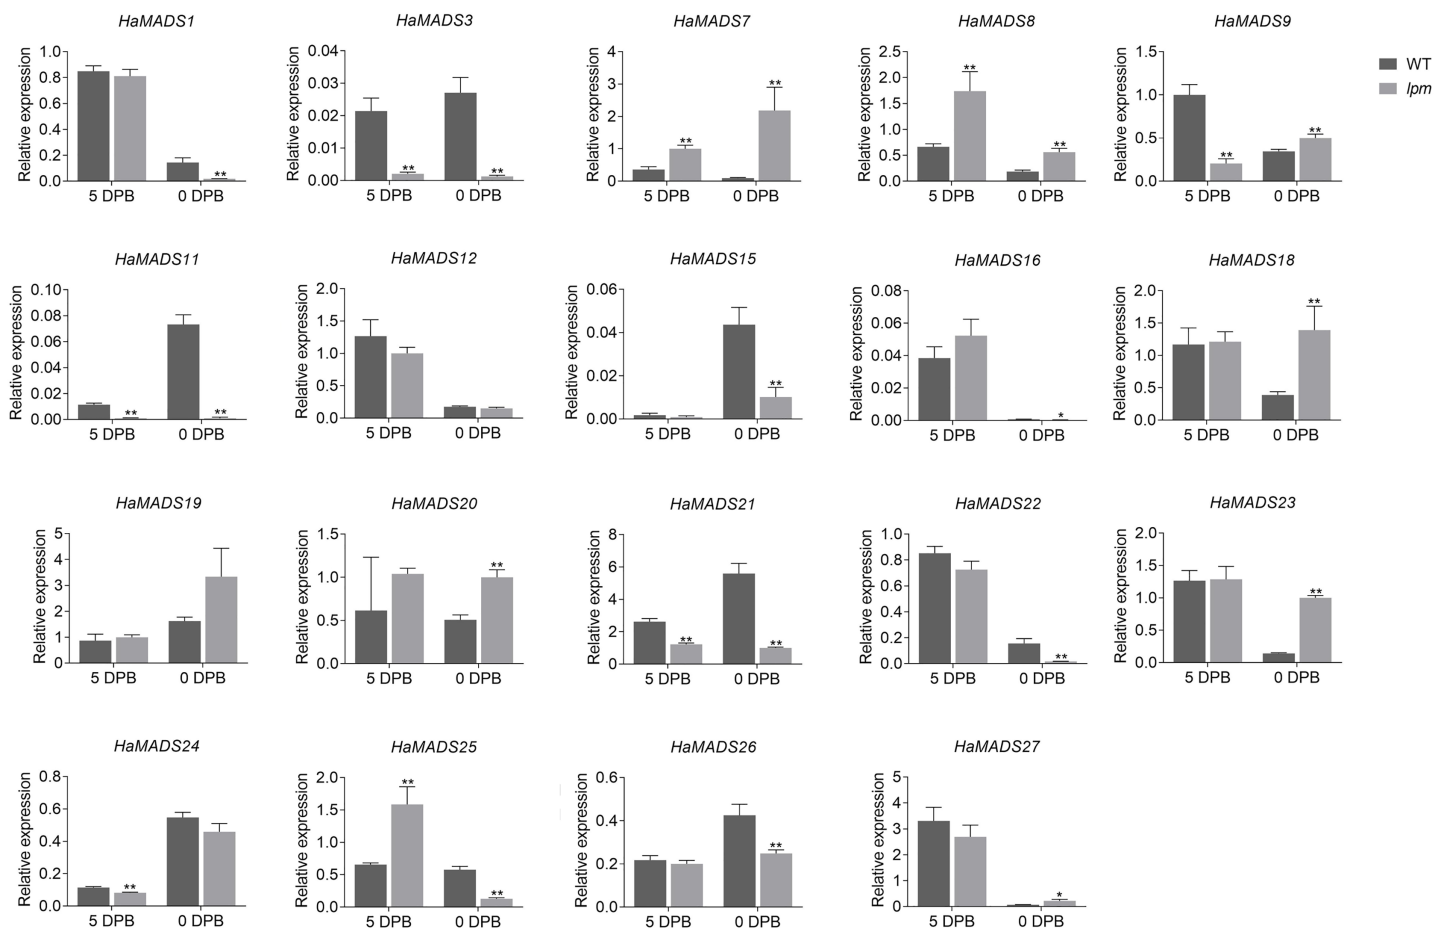 HaMADS1
Relative expression
1.0
0.8
0.6
0.4
0.2
0.0
**
5 DPB 0 DPB
HaMADS3
Relative expression
0.04
0.03
0.02
0.01
0.00
** **
5 DPB 0 DPB
HaMADS7
Relative expression
4
3
2
1
0
** **
5 DPB 0 DPB
HaMADS8
Relative expression
2.5
2.0
1.5
1.0
0.5
0.0
** **
5 DPB 0 DPB
HaMADS9
Relative expression
1.5
1.0
0.5
0.0
** **
5 DPB 0 DPB
WT
lpm
HaMADS11
Relative expression
0.10
0.08
0.06
0.04
0.02
0.00
** **
5 DPB 0 DPB
HaMADS12
Relative expression
2.0
1.5
1.0
0.5
0.0
5 DPB 0 DPB
HaMADS15
Relative expression
0.06
0.04
0.02
0.00
**
5 DPB 0 DPB
HaMADS16
Relative expression
0.08
0.06
0.04
0.02
0.00
*
5 DPB 0 DPB
HaMADS18
Relative expression
2.0
1.5
1.0
0.5
0.0
**
5 DPB 0 DPB
HaMADS19
Relative expression
5
4
3
2
1
0
5 DPB 0 DPB
HaMADS20
Relative expression
1.5
1.0
0.5
0.0
**
5 DPB 0 DPB
HaMADS21
Relative expression
8
6
4
2
0
** **
5 DPB 0 DPB
HaMADS22
Relative expression
1.0
0.8
0.6
0.4
0.2
0.0
**
5 DPB 0 DPB
HaMADS23
Relative expression
2.0
1.5
1.0
0.5
0.0
**
5 DPB 0 DPB
HaMADS24
Relative expression
0.8
0.6
0.4
0.2
0.0
**
5 DPB 0 DPB
HaMADS25
Relative expression
2.0
1.5
1.0
0.5
0.0
** **
5 DPB 0 DPB
HaMADS26
Relative expression
0.6
0.4
0.2
0.0
**
5 DPB 0 DPB
HaMADS27
Relative expression
5
4
3
2
1
0
*
5 DPB 0 DPB